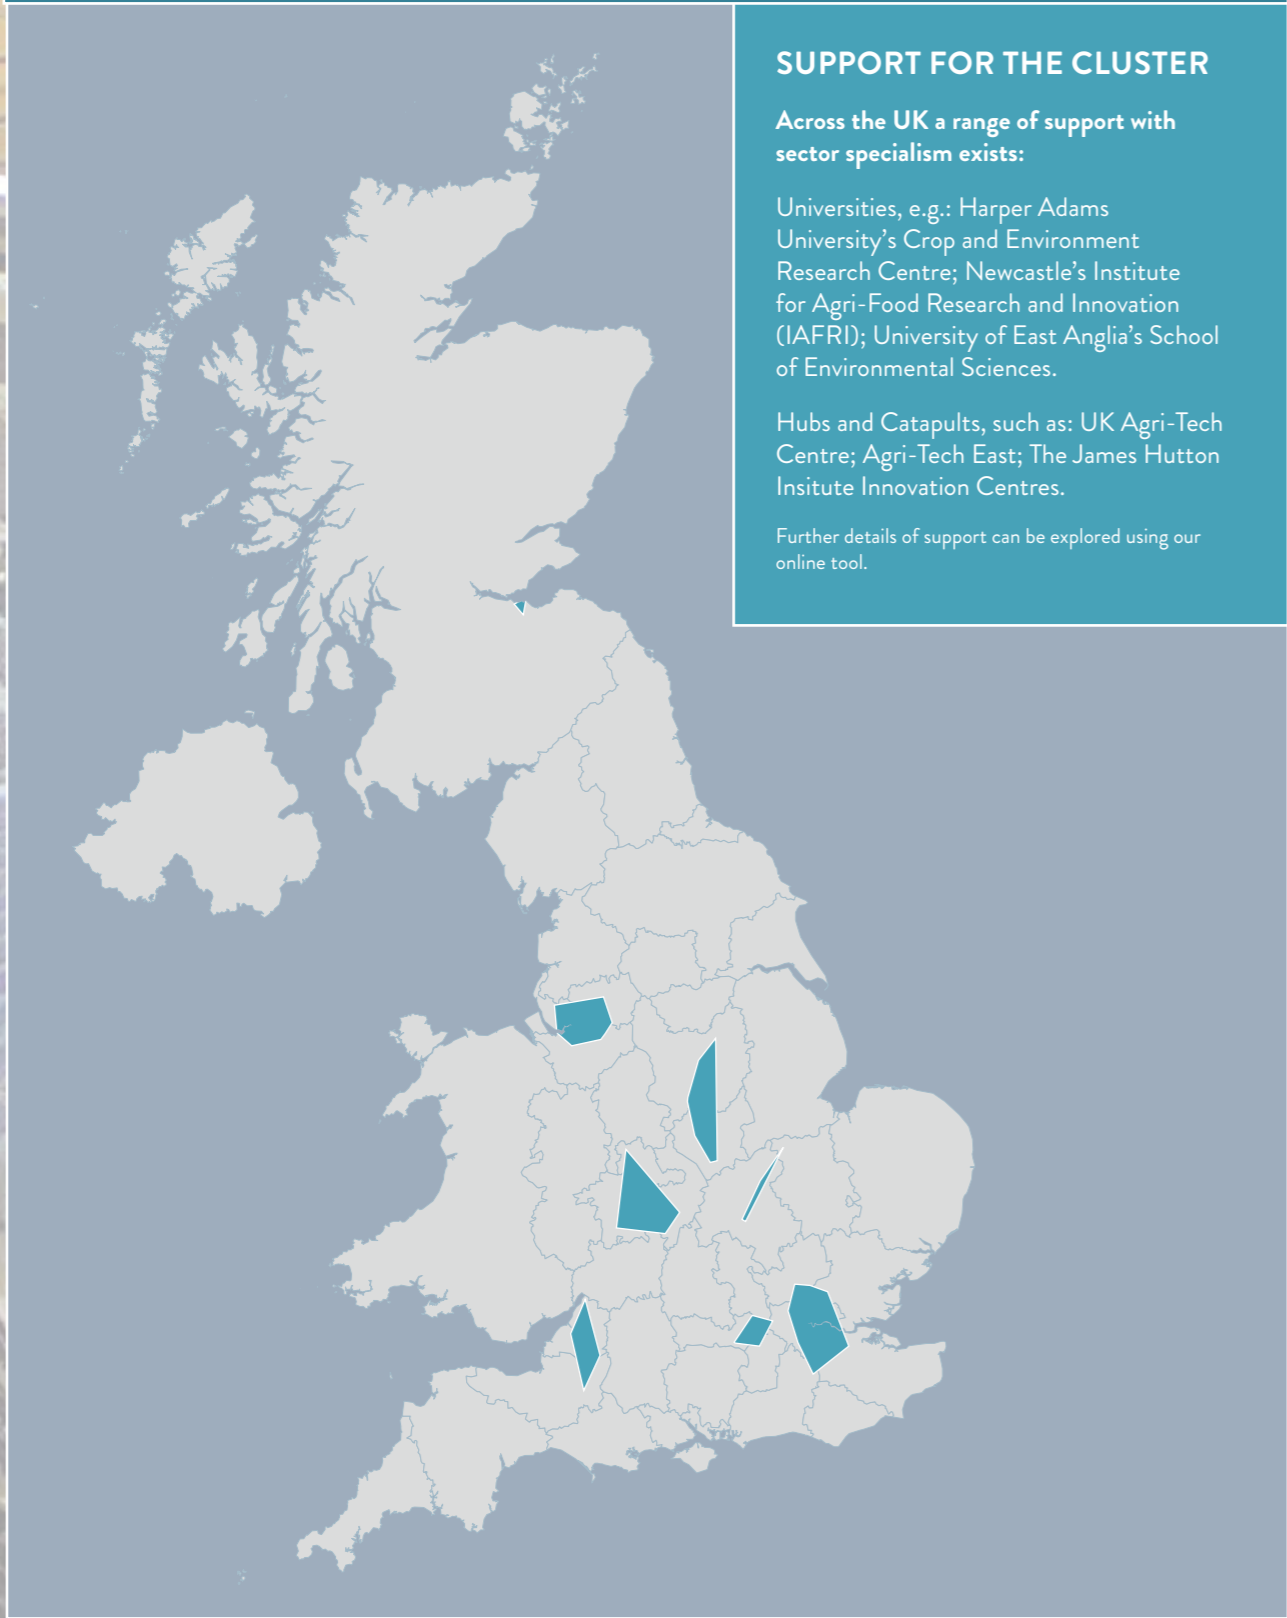 SUPPORT FOR THE CLUSTER
Across the UK a range of support with
sector specialism exists:
Universities, e.g.: Harper Adams
University’s Crop and Environment
Research Centre; Newcastle’s Institute
for Agri-Food Research and Innovation
(IAFRI); University of East Anglia’s School
of Environmental Sciences.
Hubs and Catapults, such as: UK Agri-Tech
Centre; Agri-Tech East; The James Hutton
Insitute Innovation Centres.
Further details of support can be explored using our
online tool.